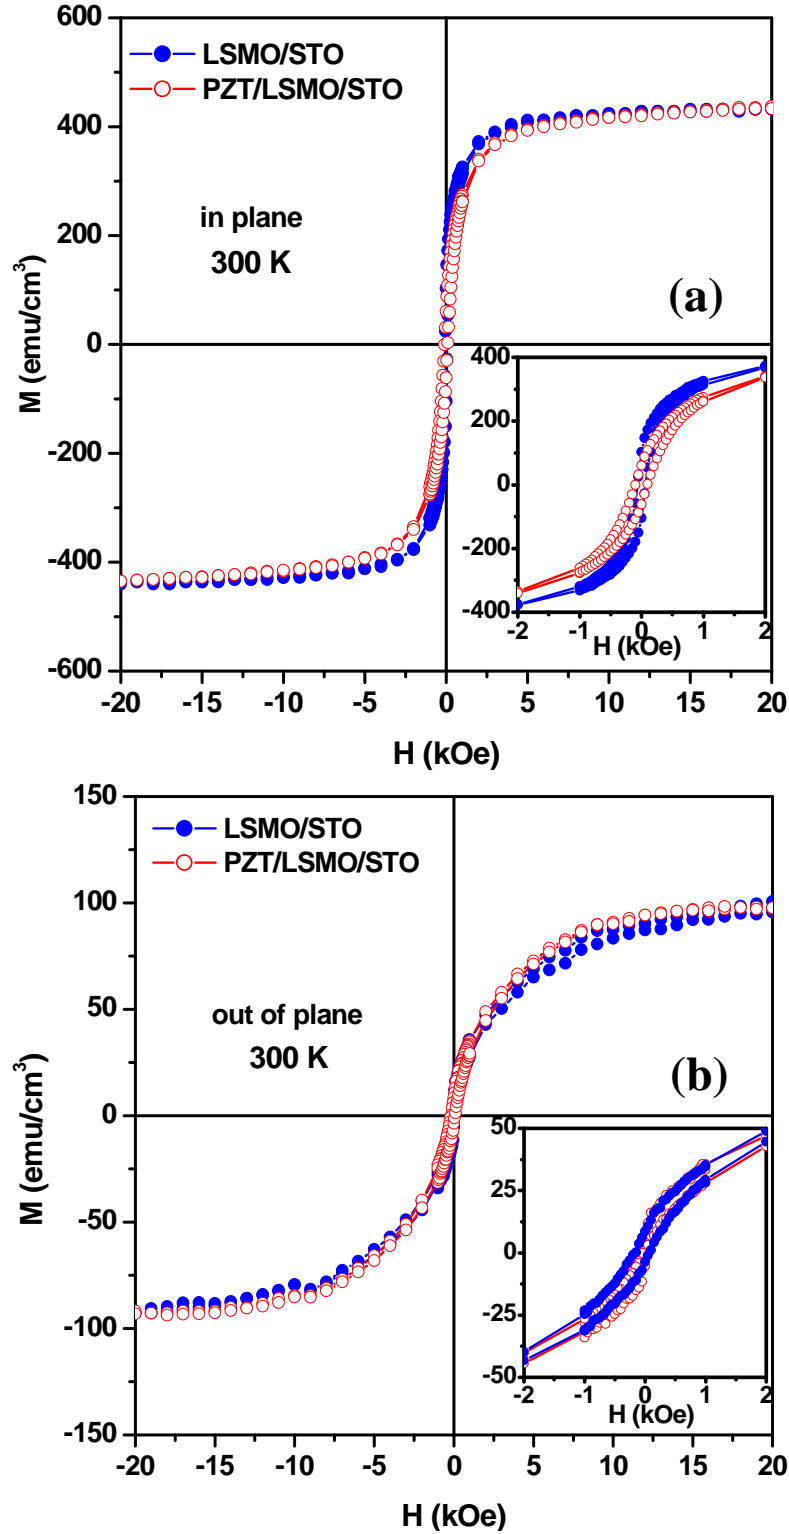 600
400
200
0
-200
-400
-600
M (emu/cm³)
LSMO/STO
PZT/LSMO/STO
in plane
300 K
(a)
400
200
0
-200
-400
-2 -1 0 1 2
H (kOe)
-20 -15 -10 -5 0 5 10 15 20
H (kOe)
150
100
50
0
-50
-100
-150
M (emu/cm³)
LSMO/STO
PZT/LSMO/STO
out of plane
300 K
(b)
50
25
0
-25
-50
-2 -1 0 1 2
H (kOe)
-20 -15 -10 -5 0 5 10 15 20
H (kOe)